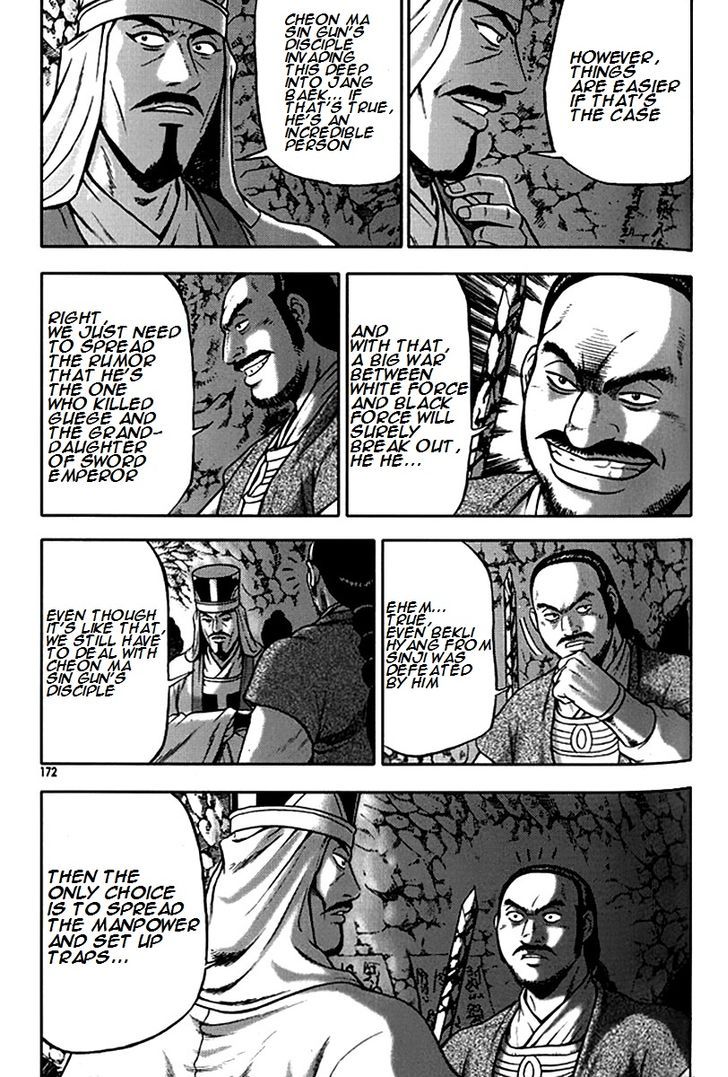 CHEON MA
SIN GUN'S
DISCIPLE
INVADING
THIS DEEP
INTO JANG
BAEK... IF
THAT'S TRUE,
HE'S AN
INCREDIBLE
PERSON
HOWEVER,
THINGS
ARE EASIER
IF THAT'S
THE CASE
RIGHT,
WE JUST NEED
TO SPREAD
THE RUMOR
THAT HE'S
THE ONE
WHO KILLED
GUEGE AND
THE GRAND-
DAUGHTER
OF SWORD
EMPEROR
AND
WITH THAT,
A BIG WAR
BETWEEN
WHITE FORCE
AND BLACK
FORCE WILL
SURELY
BREAK OUT,
HE HE...
EVEN THOUGH
IT'S LIKE THAT,
WE STILL HAVE
TO DEAL WITH
CHEON MA
SIN GUN'S
DISCIPLE
EHEM...
TRUE,
EVEN BEKLI
HYANG FROM
SINJI WAS
DEFEATED
BY HIM
172
THEN THE
ONLY CHOICE
IS TO SPREAD
THE MANPOWER
AND SET UP
TRAPS...